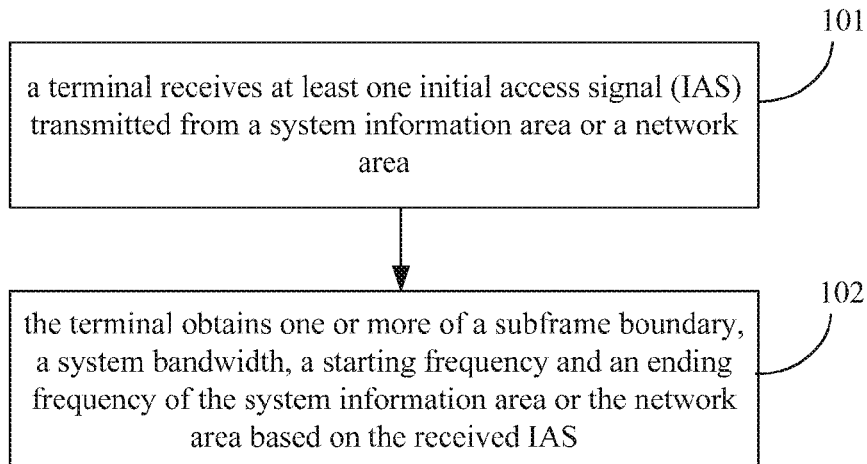 101
a terminal receives at least one initial access signal (IAS)
transmitted from a system information area or a network
area
102
the terminal obtains one or more of a subframe boundary,
a system bandwidth, a starting frequency and an ending
frequency of the system information area or the network
area based on the received IAS